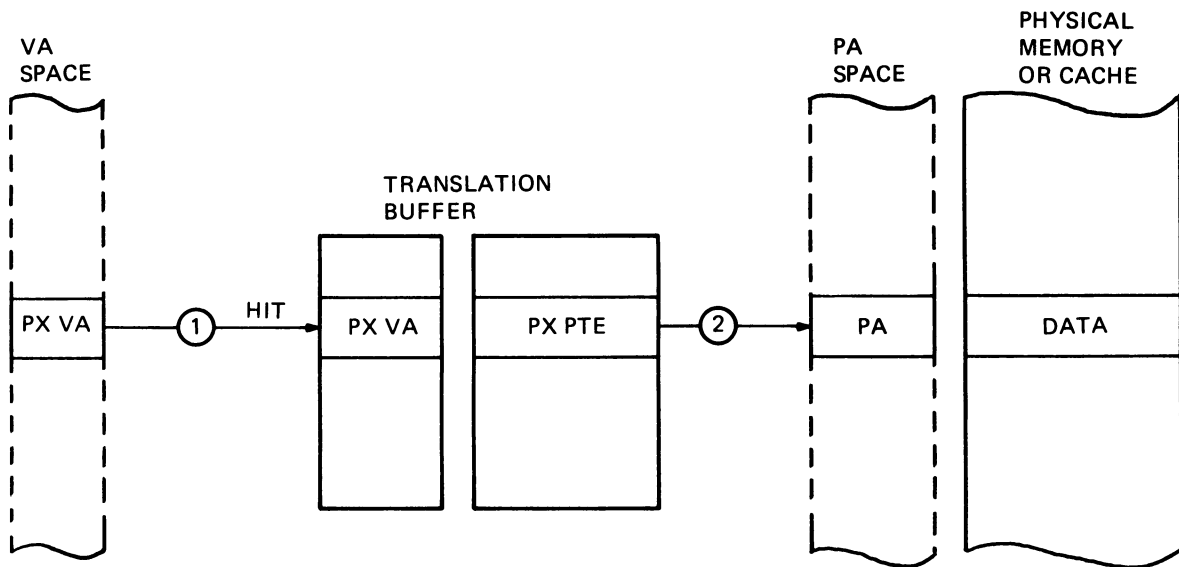 VA
SPACE
PA
SPACE
PHYSICAL
MEMORY
OR CACHE
TRANSLATION
BUFFER
PX VA
1
HIT
PX VA
PX PTE
2
PA
DATA